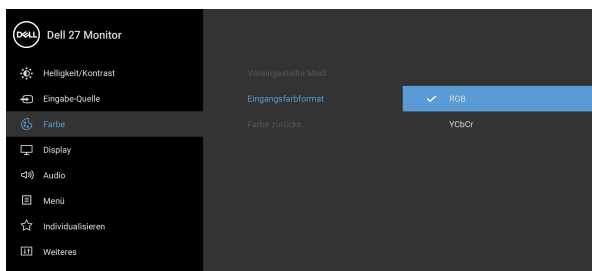 DELL Dell 27 Monitor
Helligkeit/Kontrast
Vureingestellte Modi
Eingabe-Quelle
Eingangsfarbformat
RGB
Farbe
Farbe zurücks.
YCbCr
Display
Audio
Menü
Individualisieren
Weiteres